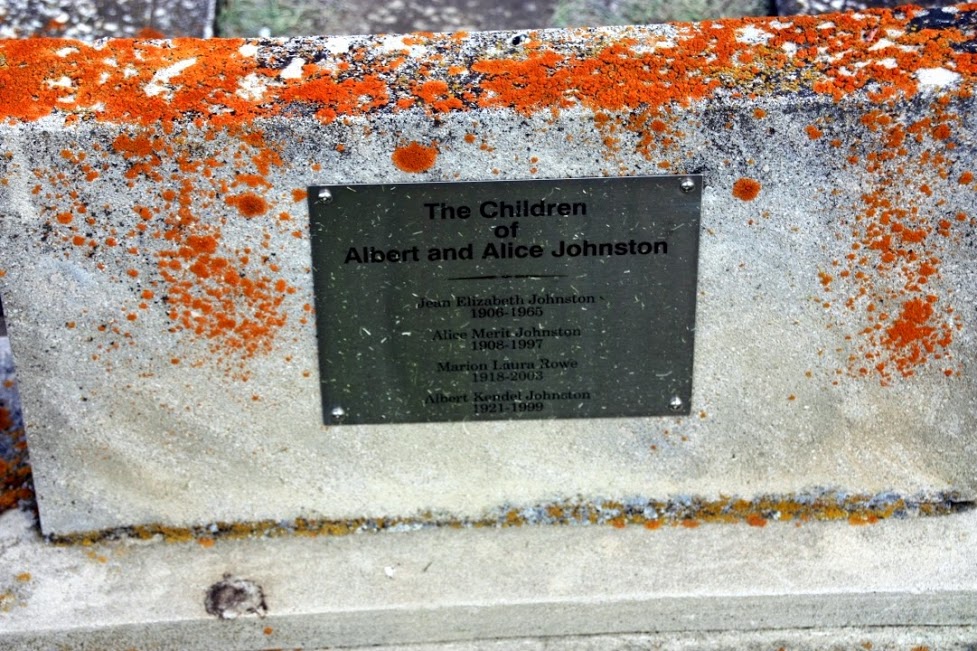 The Children
of
Albert and Alice Johnston
Jean Elizabeth Johnston
1906-1965
Alice Merit Johnston
1908-1997
Marion Laura Rowe
1918-2003
Albert Kendel Johnston
1921-1999